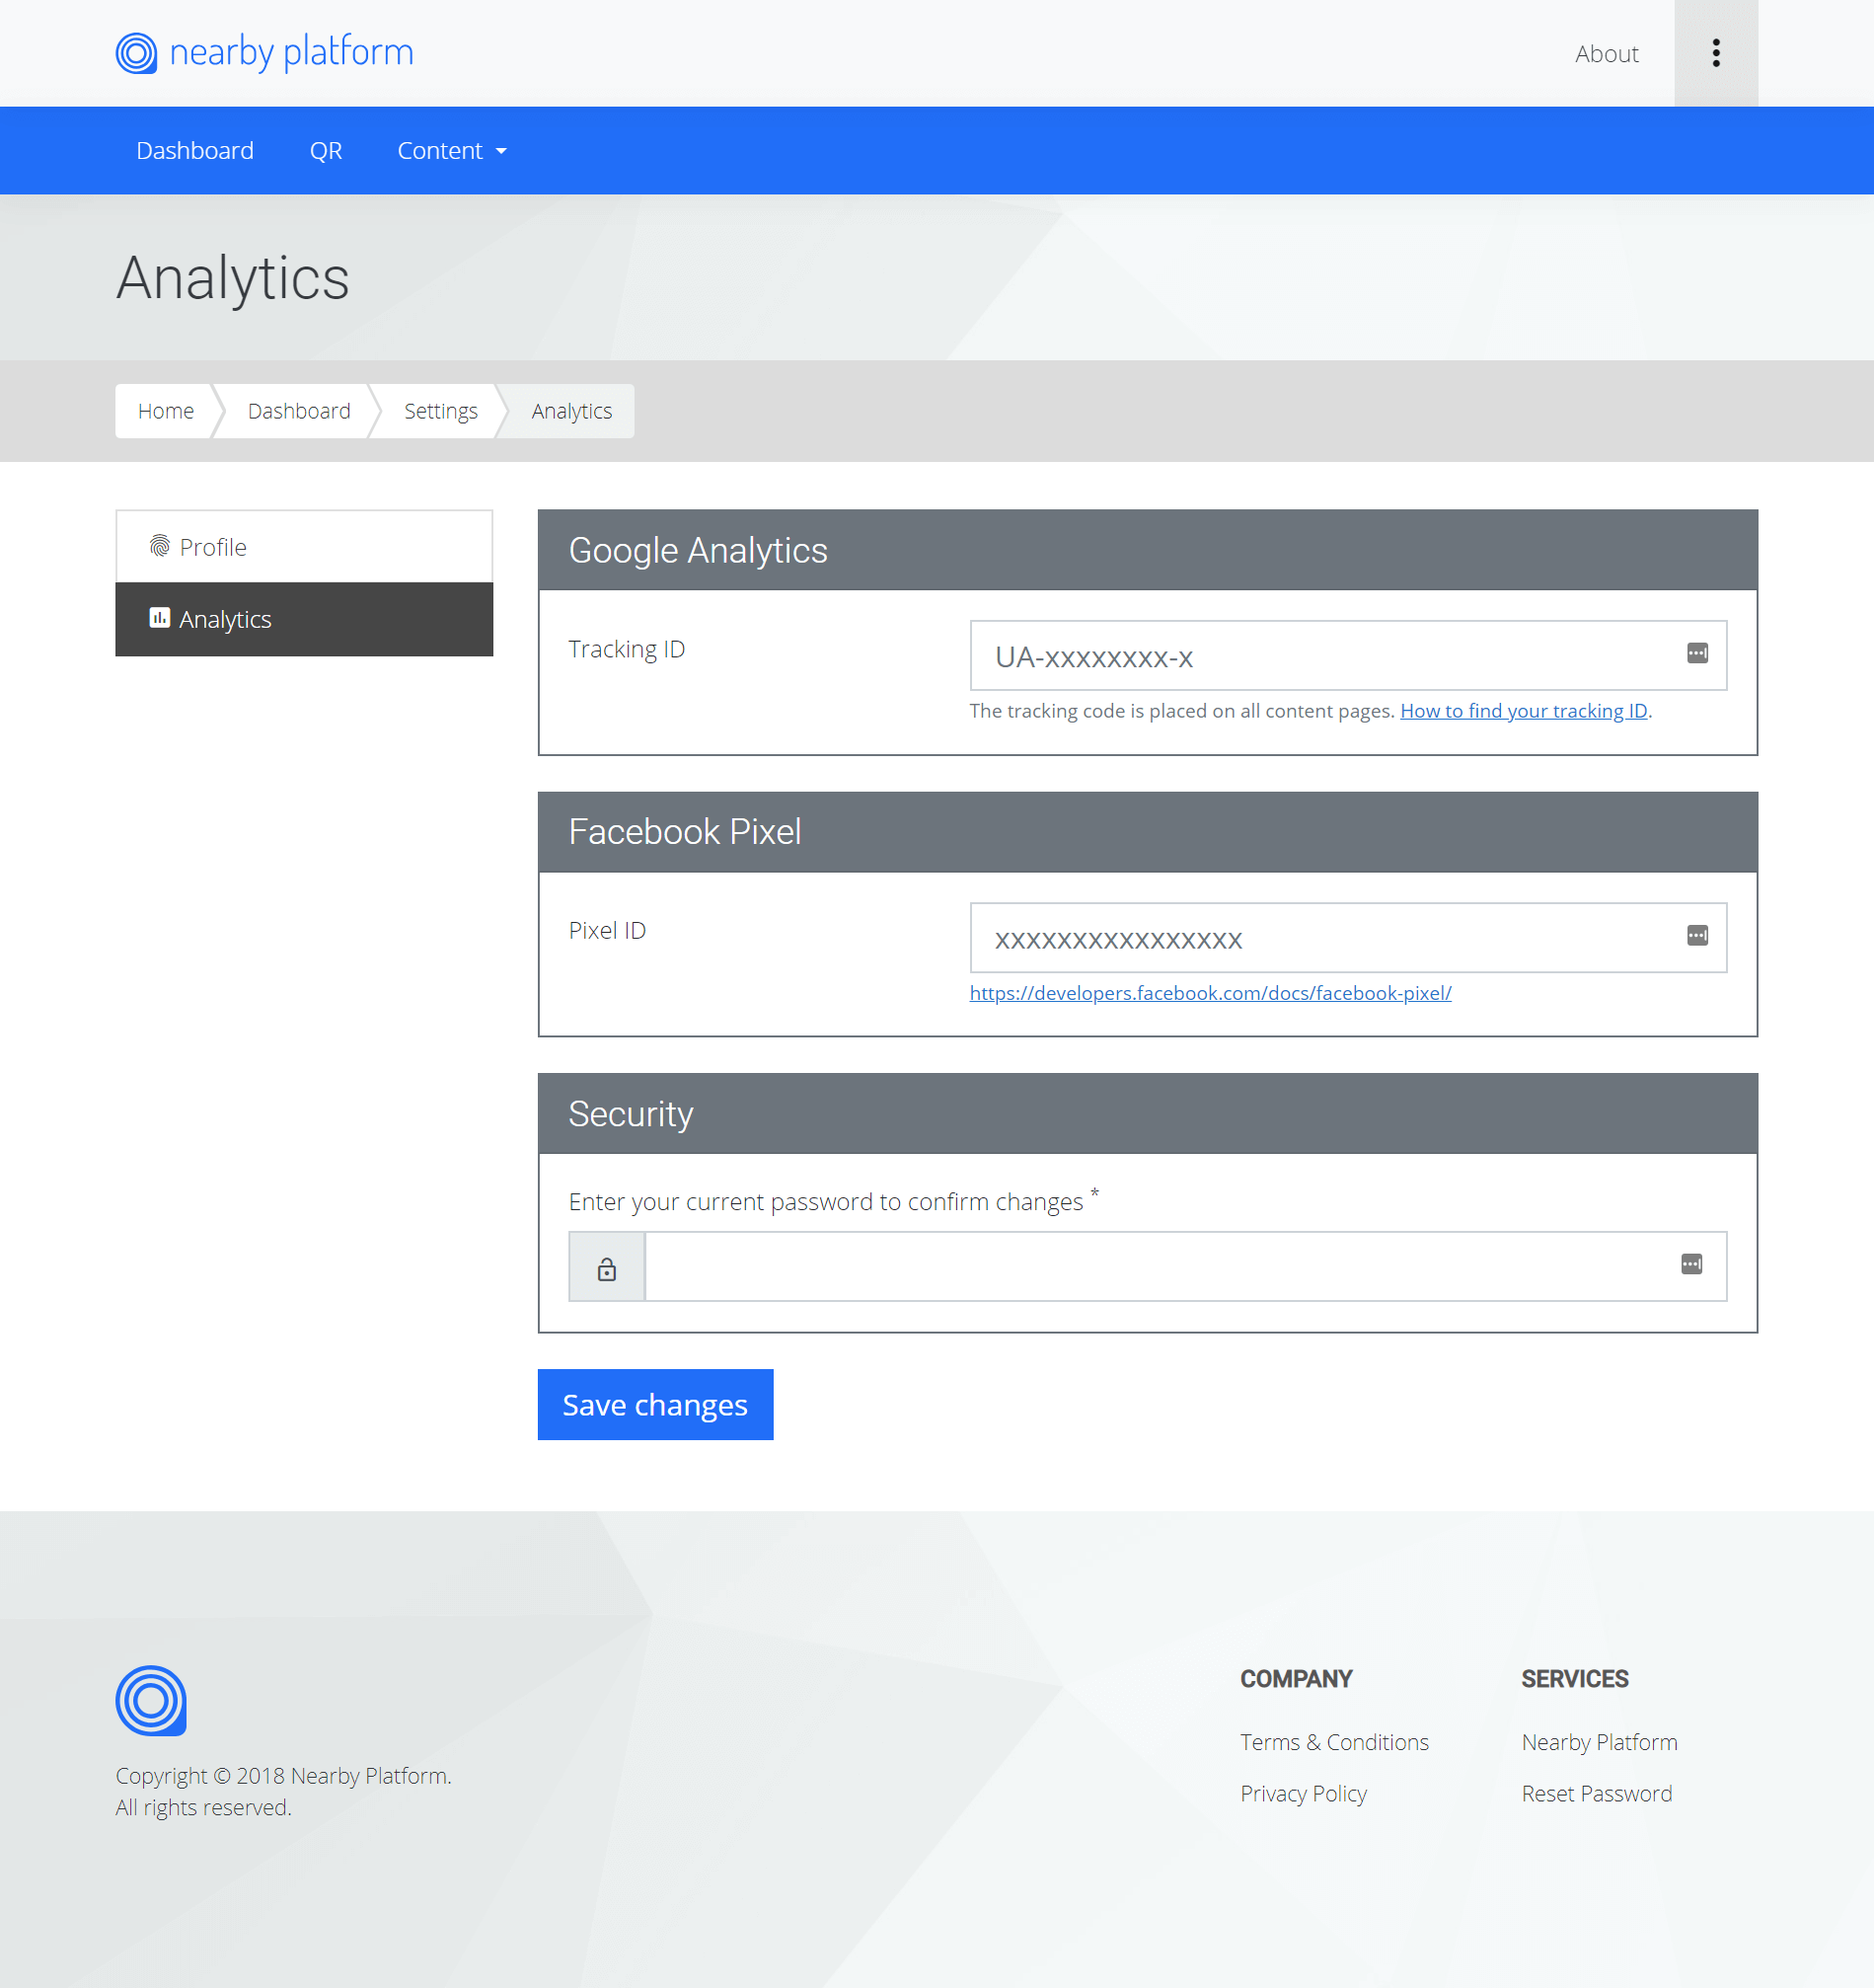 nearby platform
About
Dashboard QR Content
Analytics
Home Dashboard Settings Analytics
Profile
Analytics
Google Analytics
Tracking ID
UA-xxxxxxxx-x
The tracking code is placed on all content pages. How to find your tracking ID.
Facebook Pixel
Pixel ID
xxxxxxxxxxxxxxxx
https://developers.facebook.com/docs/facebook-pixel/
Security
Enter your current password to confirm changes *
Save changes
COMPANY
Terms & Conditions
Privacy Policy
SERVICES
Nearby Platform
Reset Password
Copyright © 2018 Nearby Platform.
All rights reserved.